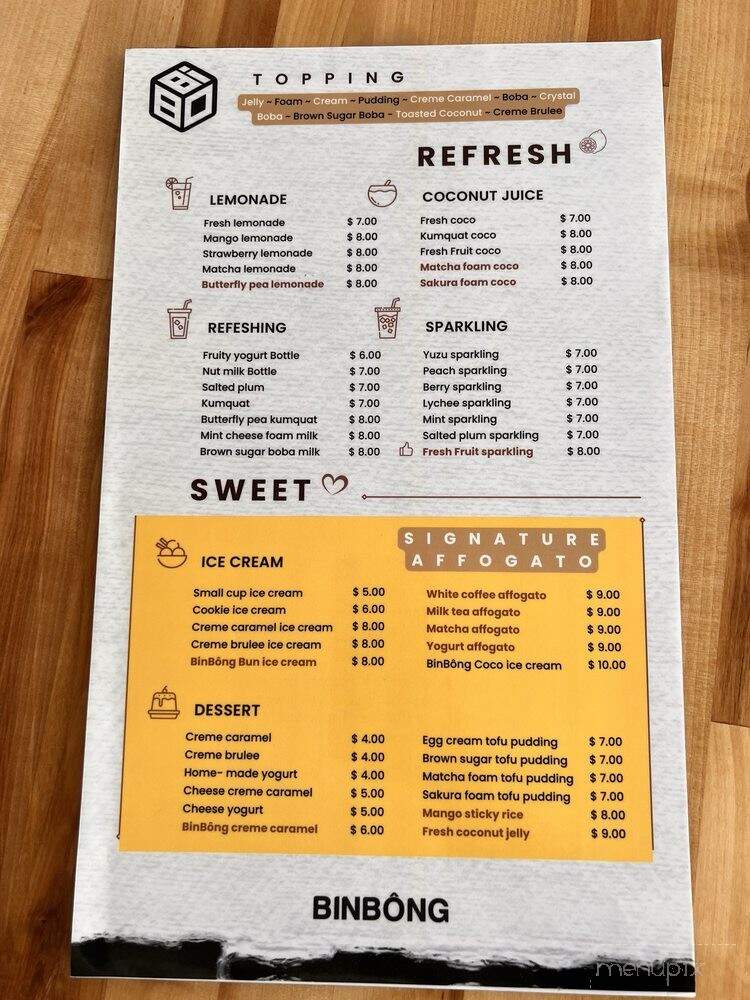 BBO
TOPPING
Jelly ~ Foam ~ Cream ~ Pudding ~ Creme Caramel ~ Boba ~ Crystal
Boba ~ Brown Sugar Boba ~ Toasted Coconut ~ Creme Brulee
REFRESH
LEMONADE
Fresh lemonade $ 7.00
Mango lemonade $ 8.00
Strawberry lemonade $ 8.00
Matcha lemonade $ 8.00
Butterfly pea lemonade $ 8.00
COCONUT JUICE
Fresh coco $ 7.00
Kumquat coco $ 8.00
Fresh Fruit coco $ 8.00
Matcha foam coco $ 8.00
Sakura foam coco $ 8.00
REFESHING
Fruity yogurt Bottle $ 6.00
Nut milk Bottle $ 7.00
Salted plum $ 7.00
Kumquat $ 7.00
Butterfly pea kumquat $ 8.00
Mint cheese foam milk $ 8.00
Brown sugar boba milk $ 8.00
SPARKLING
Yuzu sparkling $ 7.00
Peach sparkling $ 7.00
Berry sparkling $ 7.00
Lychee sparkling $ 7.00
Mint sparkling $ 7.00
Salted plum sparkling $ 7.00
Fresh Fruit sparkling $ 8.00
SWEET
ICE CREAM
Small cup ice cream $ 5.00
Cookie ice cream $ 6.00
Creme caramel ice cream $ 8.00
Creme brulee ice cream $ 8.00
BinBông Bun ice cream $ 8.00
SIGNATURE
AFFOGATO
White coffee affogato $ 9.00
Milk tea affogato $ 9.00
Matcha affogato $ 9.00
Yogurt affogato $ 9.00
BinBông Coco ice cream $ 10.00
DESSERT
Creme caramel $ 4.00
Creme brulee $ 4.00
Home- made yogurt $ 4.00
Cheese creme caramel $ 5.00
Cheese yogurt $ 5.00
BinBông creme caramel $ 6.00
Egg cream tofu pudding $ 7.00
Brown sugar tofu pudding $ 7.00
Matcha foam tofu pudding $ 7.00
Sakura foam tofu pudding $ 7.00
Mango sticky rice $ 8.00
Fresh coconut jelly $ 9.00
BINBÔNG
menupix